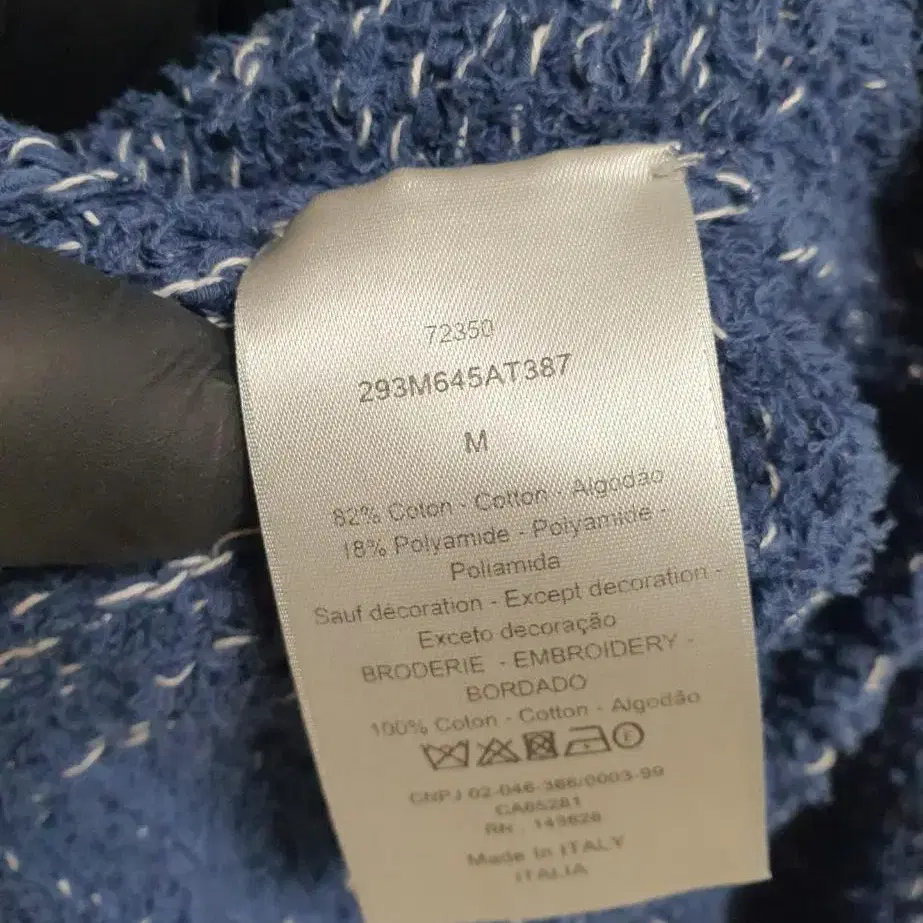 72350
293M645AT387
M
82% Coton - Cotton - Algodão
18% Polyamide - Polyamide -
Poliamida
Sauf décoration - Except decoration -
Exceto decoração
BRODERIE - EMBROIDERY -
BORDADO
100% Coton - Cotton - Algodão
CNPJ 02-046-366/0003-99
CA65281
RN. 149626
Made in ITALY
ITALIA